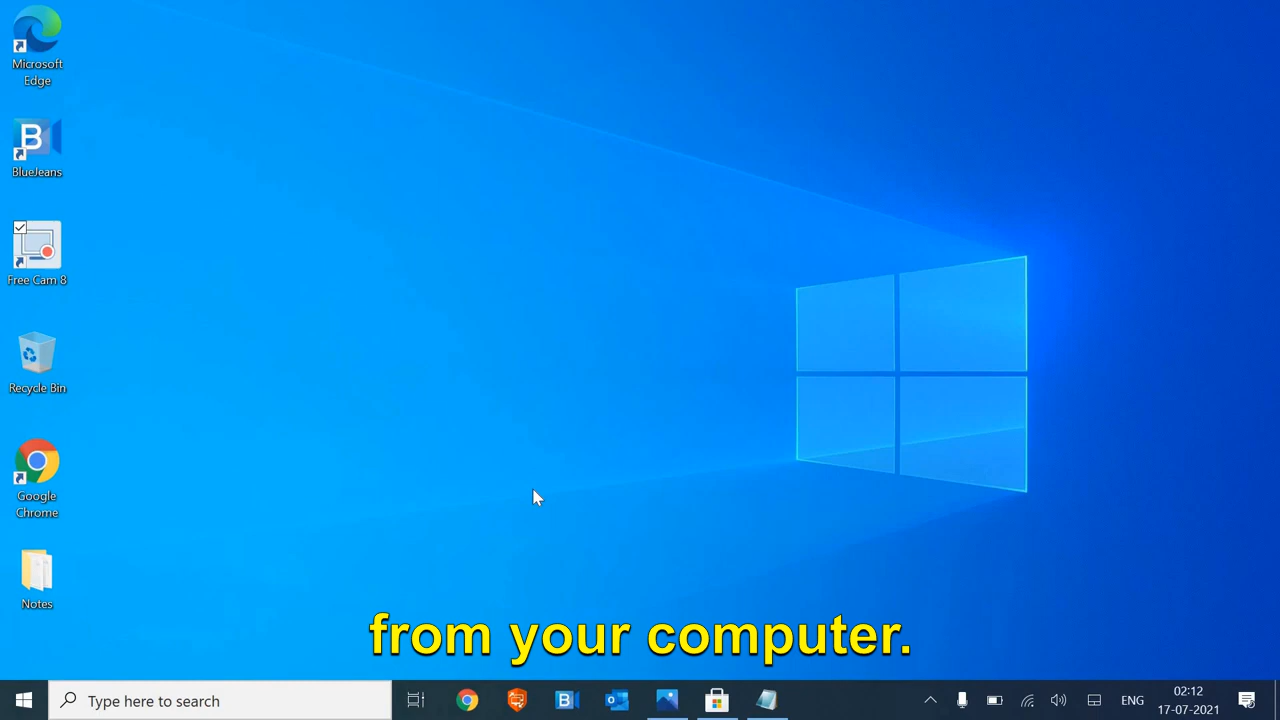 Microsoft
Edge
B
BlueJeans
Free Cam 8
Recycle Bin
Google
Chrome
Notes
from your computer.
Type here to search
B
ENG
02:12
17-07-2021